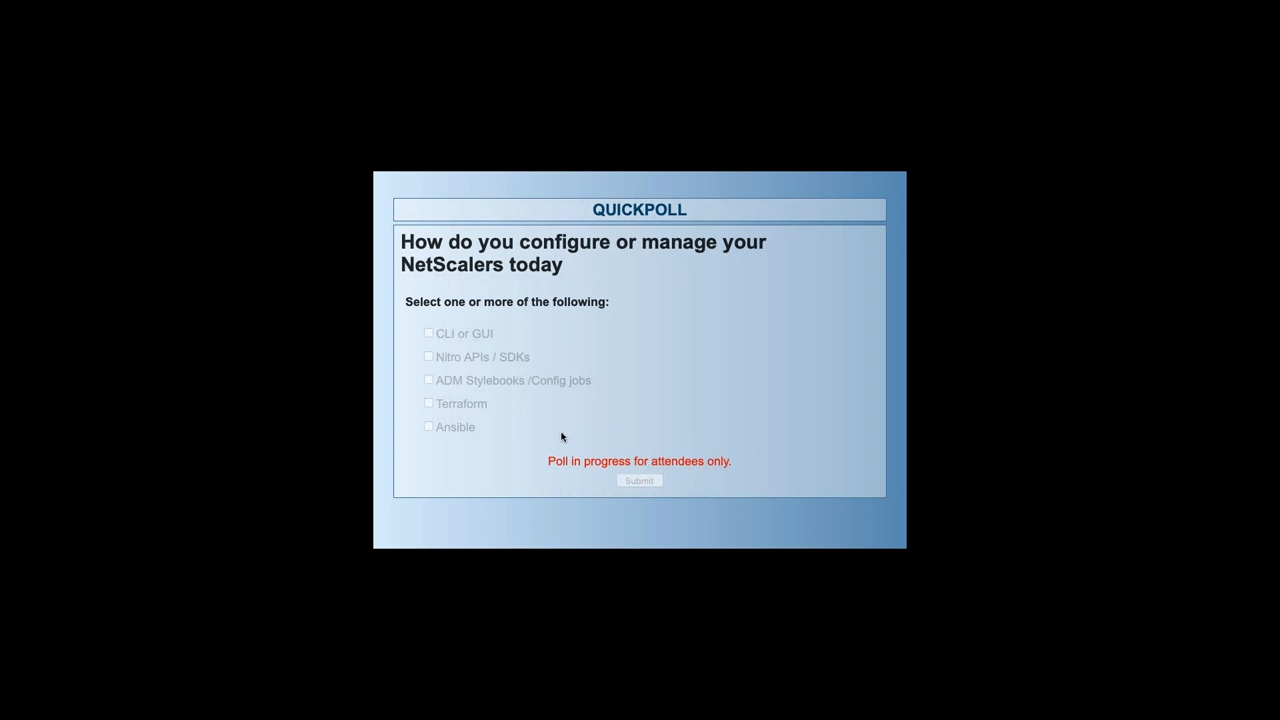 QUICKPOLL
How do you configure or manage your
NetScalers today
Select one or more of the following:
CLI or GUI
Nitro APIs / SDKs
ADM Stylebooks /Config jobs
Terraform
Ansible
Poll in progress for attendees only.
Submit